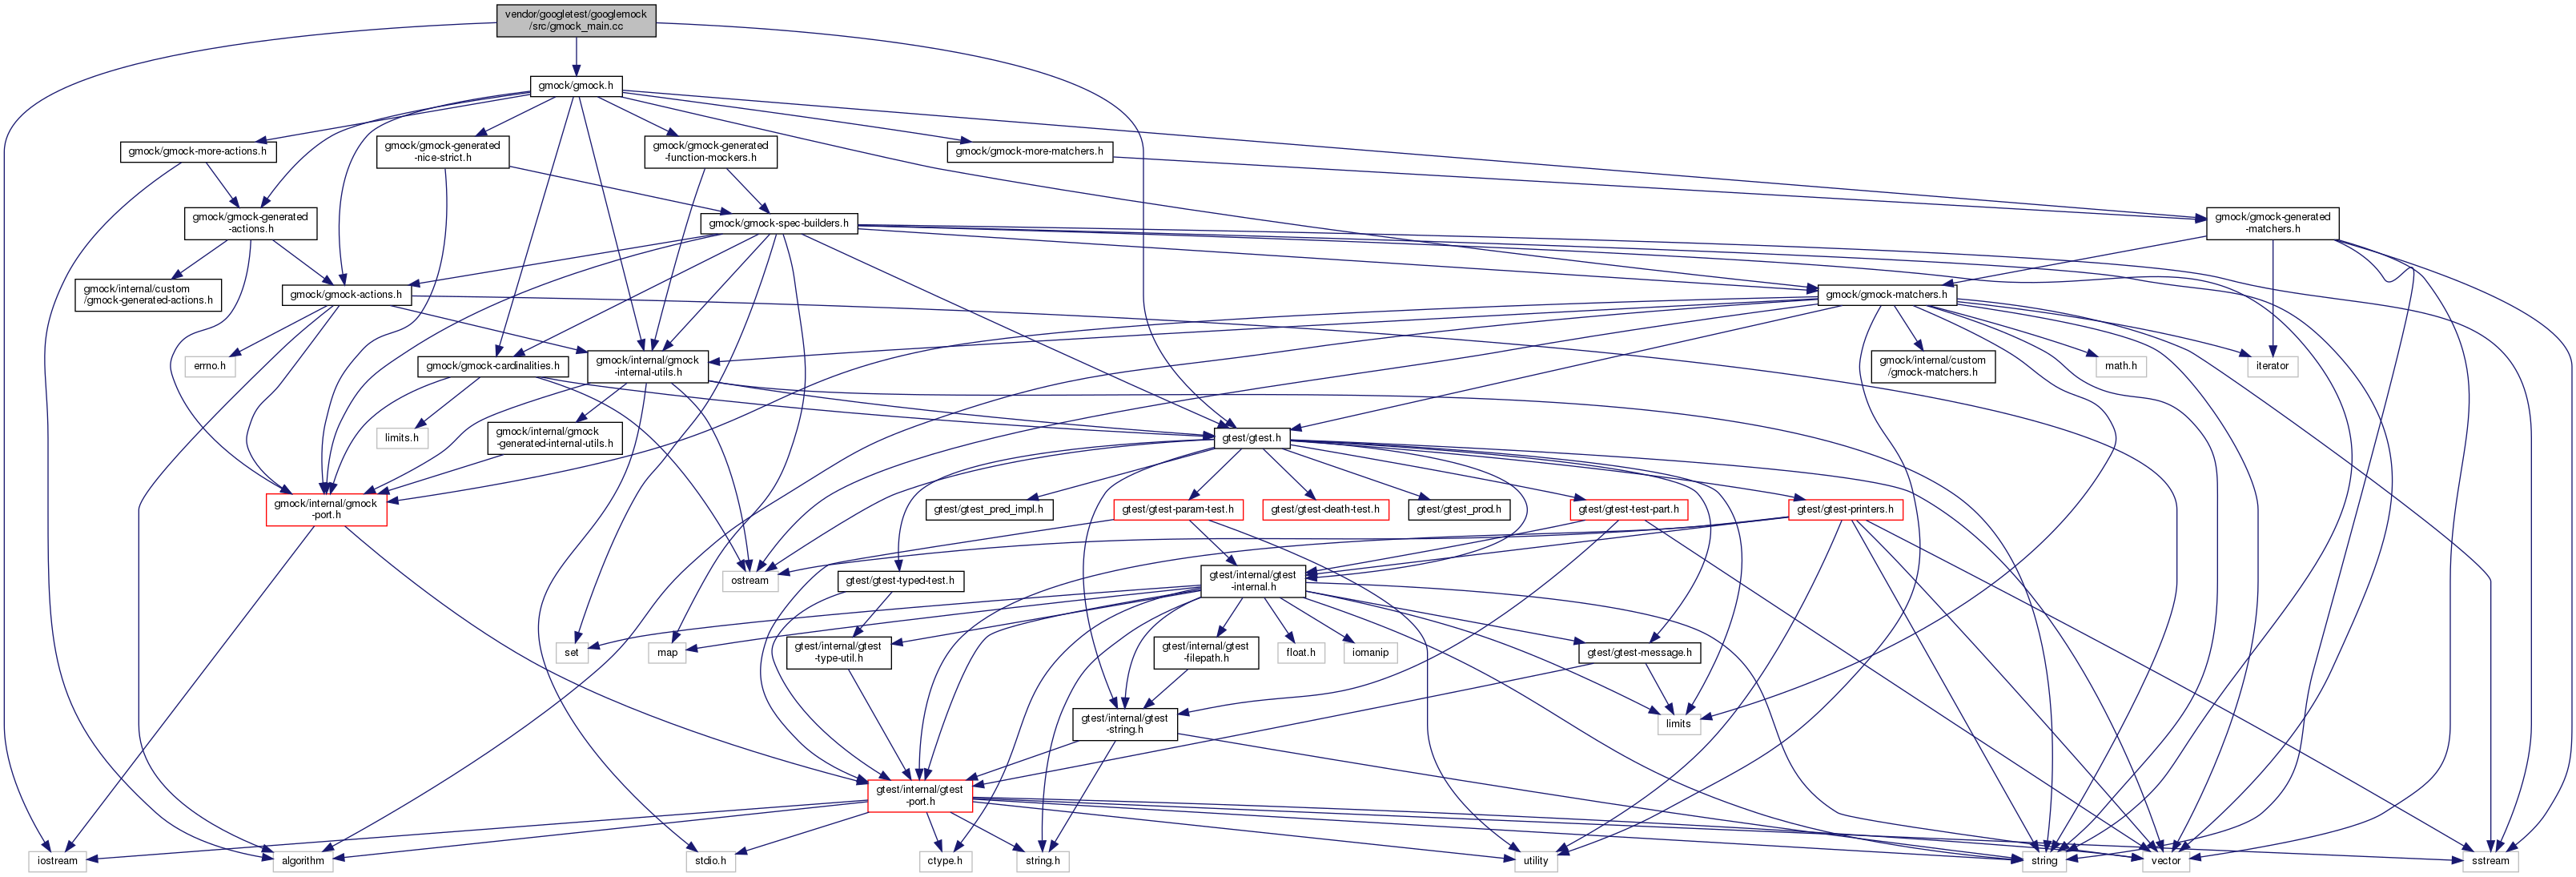 vendor/googletest/googlemock
/src/gmock_main.cc
gmock/gmock.h
gmock/gmock-more-actions.h
gmock/gmock-generated
-nice-strict.h
gmock/gmock-generated
-function-mockers.h
gmock/gmock-more-matchers.h
gmock/gmock-generated
-actions.h
gmock/gmock-spec-builders.h
gmock/gmock-generated
-matchers.h
gmock/internal/custom
/gmock-generated-actions.h
gmock/gmock-actions.h
gmock/gmock-matchers.h
errno.h
gmock/gmock-cardinalities.h
gmock/internal/gmock
-internal-utils.h
gmock/internal/custom
/gmock-matchers.h
math.h
iterator
limits.h
gmock/internal/gmock
-generated-internal-utils.h
gtest/gtest.h
gmock/internal/gmock
-port.h
gtest/gtest_pred_impl.h
gtest/gtest-param-test.h
gtest/gtest-death-test.h
gtest/gtest_prod.h
gtest/gtest-test-part.h
gtest/gtest-printers.h
ostream
gtest/gtest-typed-test.h
gtest/internal/gtest
-internal.h
set
map
gtest/internal/gtest
-type-util.h
gtest/internal/gtest
-filepath.h
float.h
iomanip
gtest/gtest-message.h
gtest/internal/gtest
-string.h
limits
gtest/internal/gtest
-port.h
iostream
algorithm
stdio.h
ctype.h
string.h
utility
string
vector
sstream